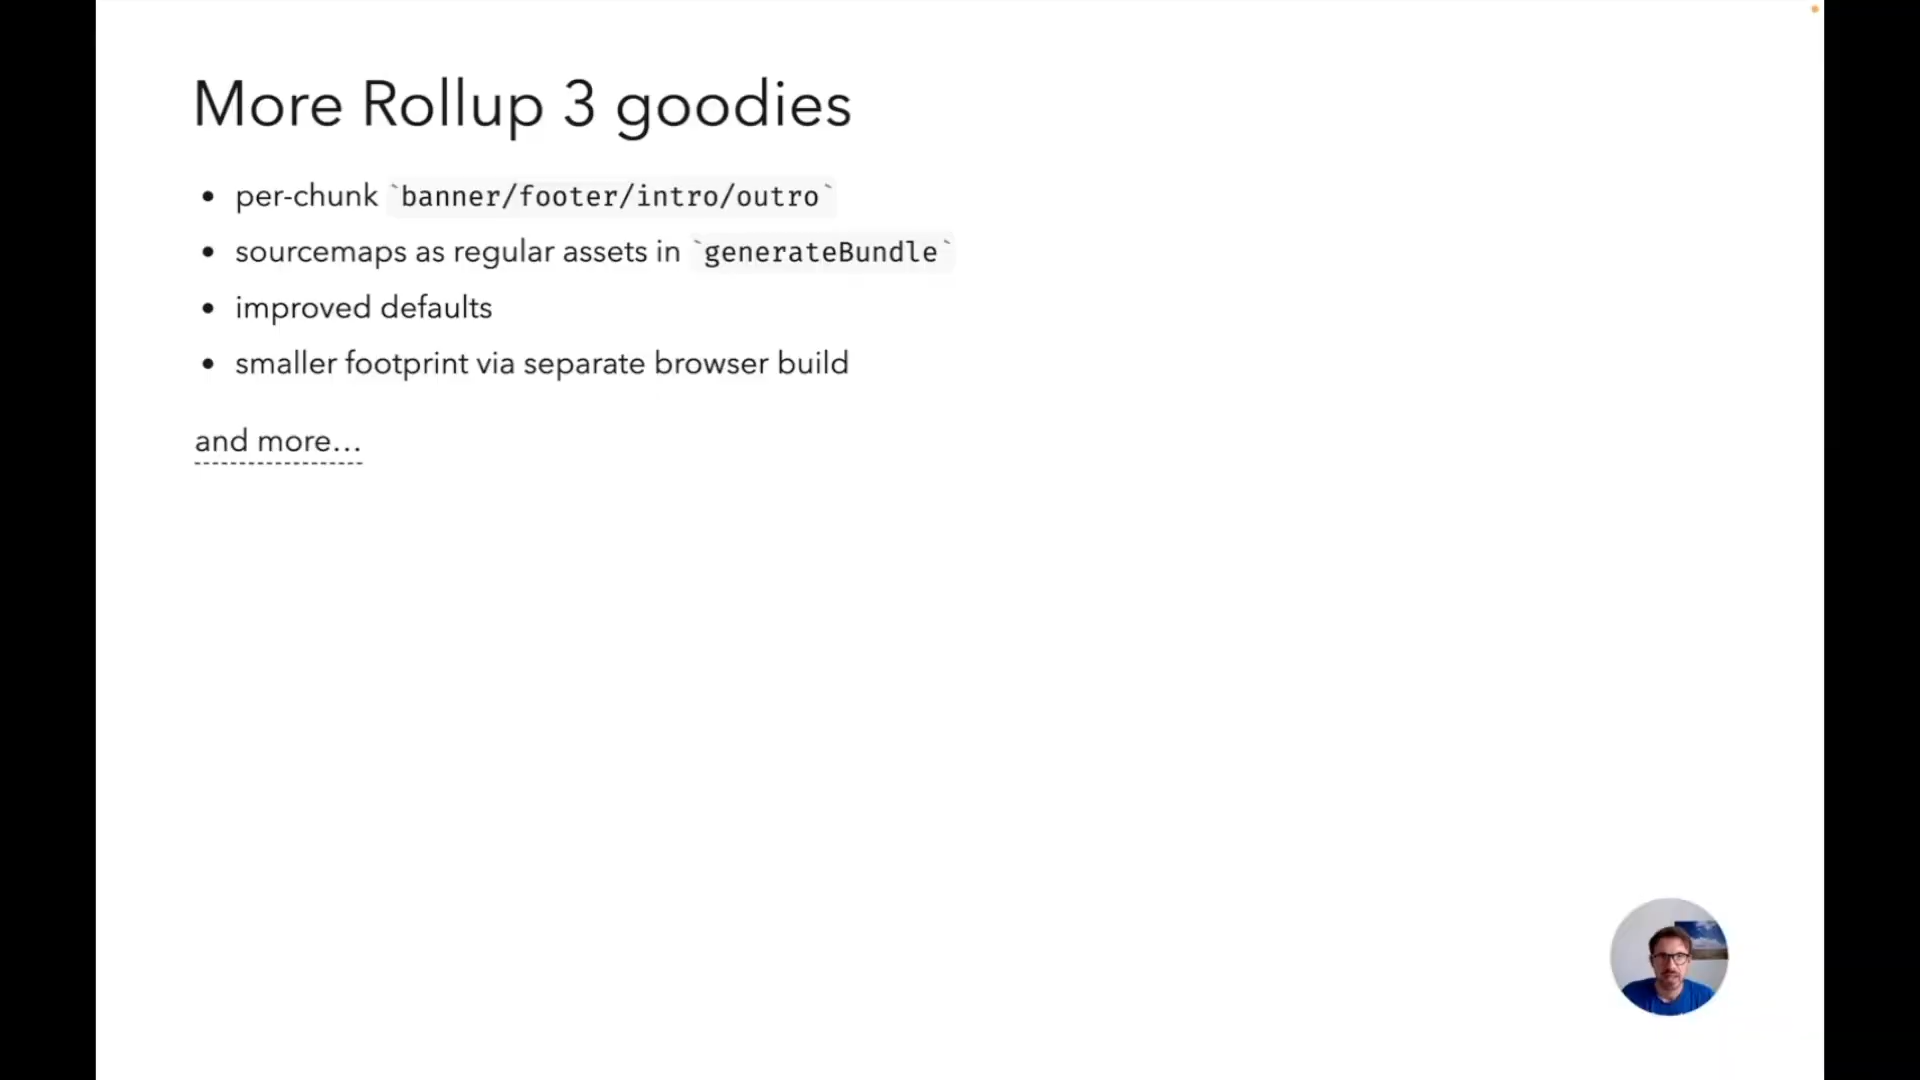 More Rollup 3 goodies
• per-chunk `banner/footer/intro/outro`
• sourcemaps as regular assets in `generateBundle`
• improved defaults
• smaller footprint via separate browser build
and more…